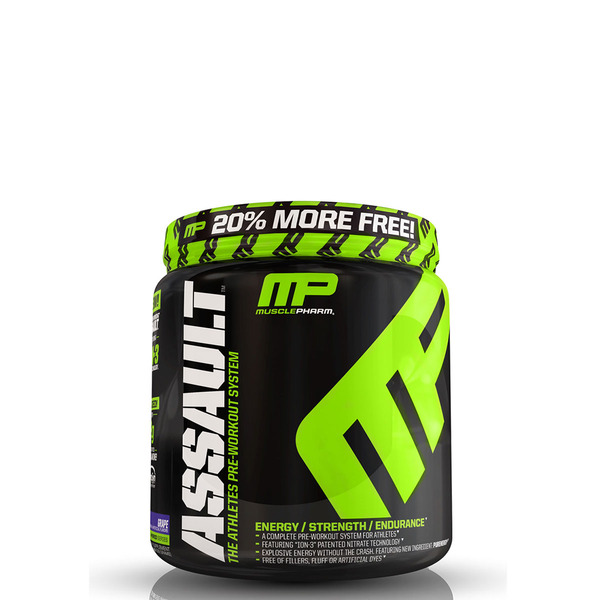 MP 20% MORE FREE!
MP
MUSCLEPHARM®
ASSAULT™
THE ATHLETES PRE-WORKOUT SYSTEM
ENERGY / STRENGTH / ENDURANCE*
- A COMPLETE PRE-WORKOUT SYSTEM FOR ATHLETES*
- FEATURING "ION-3" PATENTED NITRATE TECHNOLOGY*
- EXPLOSIVE ENERGY WITHOUT THE CRASH. FEATURING NEW INGREDIENT:
- FREE OF FILLERS, FLUFF OR ARTIFICIAL DYES*
GRAPE